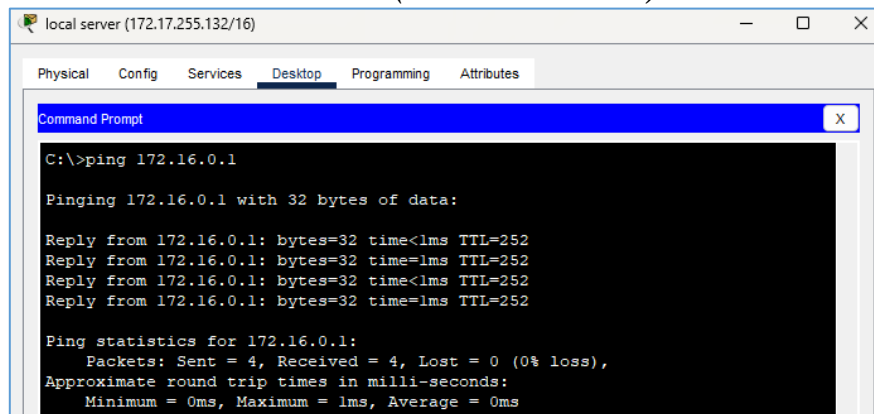 local server (172.17.255.132/16)
Physical Config Services Desktop Programming Attributes
Command Prompt X
C:\>ping 172.16.0.1
Pinging 172.16.0.1 with 32 bytes of data:
Reply from 172.16.0.1: bytes=32 time<1ms TTL=252
Reply from 172.16.0.1: bytes=32 time=1ms TTL=252
Reply from 172.16.0.1: bytes=32 time<1ms TTL=252
Reply from 172.16.0.1: bytes=32 time=1ms TTL=252
Ping statistics for 172.16.0.1:
Packets: Sent = 4, Received = 4, Lost = 0 (0% loss),
Approximate round trip times in milli-seconds:
Minimum = 0ms, Maximum = 1ms, Average = 0ms